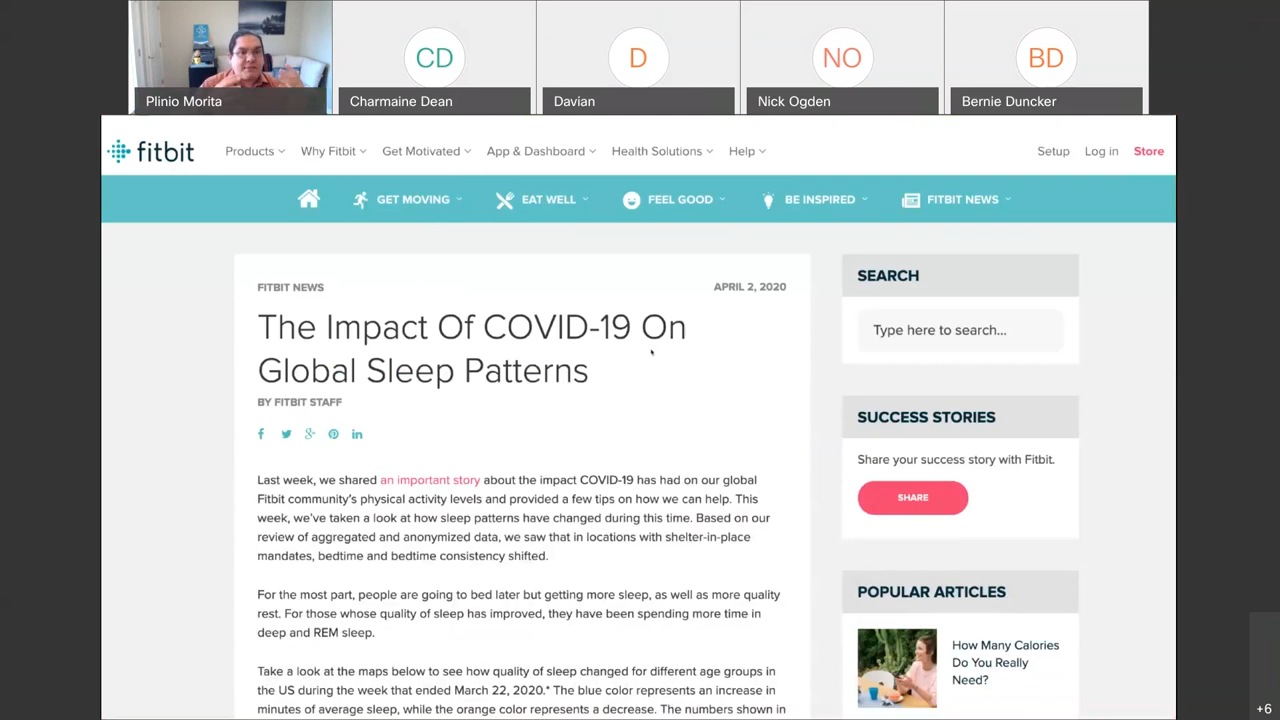 CD
D
NO
BD
Plinio Morita
Charmaine Dean
Davian
Nick Ogden
Bernie Duncker
fitbit
Products
Why Fitbit
Get Motivated
App & Dashboard
Health Solutions
Help
Setup
Log in
Store
GET MOVING
EAT WELL
FEEL GOOD
BE INSPIRED
FITBIT NEWS
FITBIT NEWS
APRIL 2, 2020
The Impact Of COVID-19 On
Global Sleep Patterns
BY FITBIT STAFF
Last week, we shared an important story about the impact COVID-19 has had on our global
Fitbit community's physical activity levels and provided a few tips on how we can help. This
week, we've taken a look at how sleep patterns have changed during this time. Based on our
review of aggregated and anonymized data, we saw that in locations with shelter-in-place
mandates, bedtime and bedtime consistency shifted.
For the most part, people are going to bed later but getting more sleep, as well as more quality
rest. For those whose quality of sleep has improved, they have been spending more time in
deep and REM sleep.
Take a look at the maps below to see how quality of sleep changed for different age groups in
the US during the week that ended March 22, 2020.* The blue color represents an increase in
minutes of average sleep, while the orange color represents a decrease. The numbers shown in
SEARCH
Type here to search...
SUCCESS STORIES
Share your success story with Fitbit.
SHARE
POPULAR ARTICLES
How Many Calories
Do You Really
Need?
+6